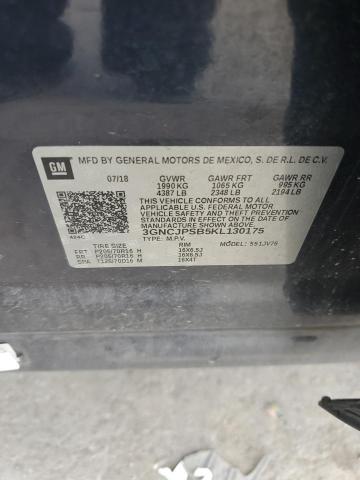 GM MFD BY GENERAL MOTORS DE MEXICO, S. DE R.L. DE C.V.
07/18 GVWR GAWR FRT GAWR RR
1990 KG 1065 KG 995 KG
4387 LB 2348 LB 2194 LB
THIS VEHICLE CONFORMS TO ALL
APPLICABLE U.S. FEDERAL MOTOR
VEHICLE SAFETY AND THEFT PREVENTION
STANDARDS IN EFFECT ON THE DATE OF
MANUFACTURE SHOWN ABOVE.
3GNCJPSB5KL130175
TYPE: M.P.V. MODEL: 1JV76
TIRE SIZE RIM
FR P205/70R16 H 16X6.5J
RR P205/70R16 H 16X6.5J
SPA T125/70D16 M 16X4T